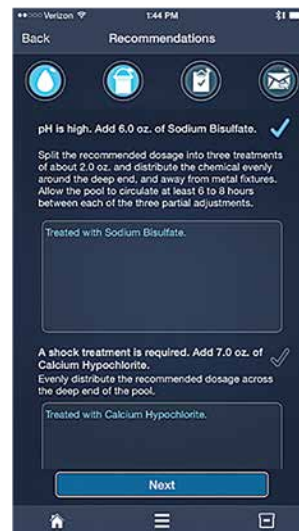 Verizon 1:44 PM
Back Recommendations
pH is high. Add 6.0 oz. of Sodium Bisulfate.
Split the recommended dosage into three treatments
of about 2.0 oz. and distribute the chemical evenly
around the deep end, and away from metal fixtures.
Allow the pool to circulate at least 6 to 8 hours
between each of the three partial adjustments.
Treated with Sodium Bisulfate.
A shock treatment is required. Add 7.0 oz. of
Calcium Hypochlorite.
Evenly distribute the recommended dosage across
the deep end of the pool.
Treated with Calcium Hypochlorite.
Next